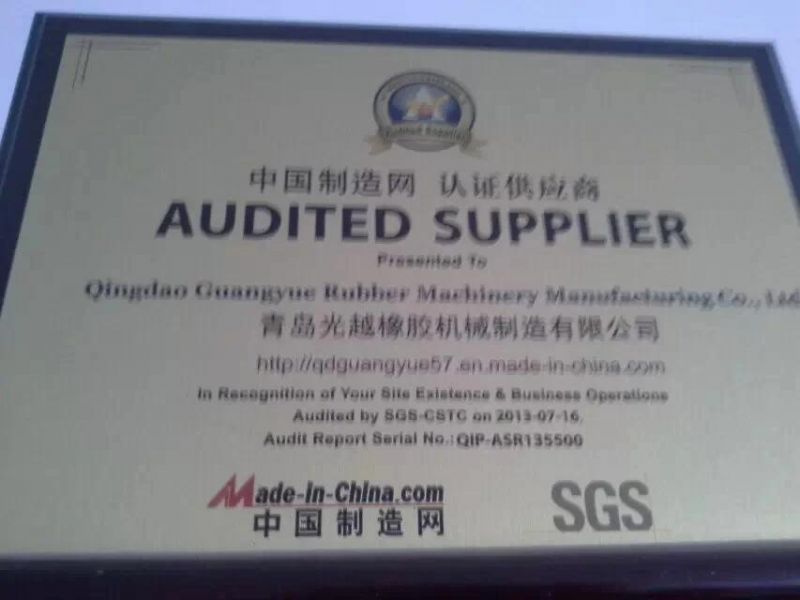 Audited Supplier
中国制造网 认证供应商
AUDITED SUPPLIER
Presented To
Qingdao Guangyue Rubber Machinery Manufacturing Co., Ltd
青岛光越橡胶机械制造有限公司
http://qdguangyue57.en.made-in-china.com
In Recognition of Your Site Existence & Business Operations
Audited by SGS-CSTC on 2013-07-16.
Audit Report Serial No.: QIP-ASR135500
Made-in-China.com
中国制造网
SGS